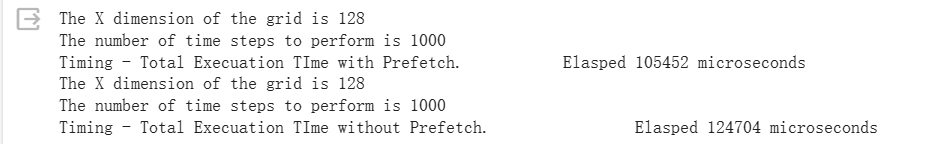 The X dimension of the grid is 128
The number of time steps to perform is 1000
Timing - Total Execuation TIme with Prefetch. Elasped 105452 microseconds
The X dimension of the grid is 128
The number of time steps to perform is 1000
Timing - Total Execuation TIme without Prefetch. Elasped 124704 microseconds